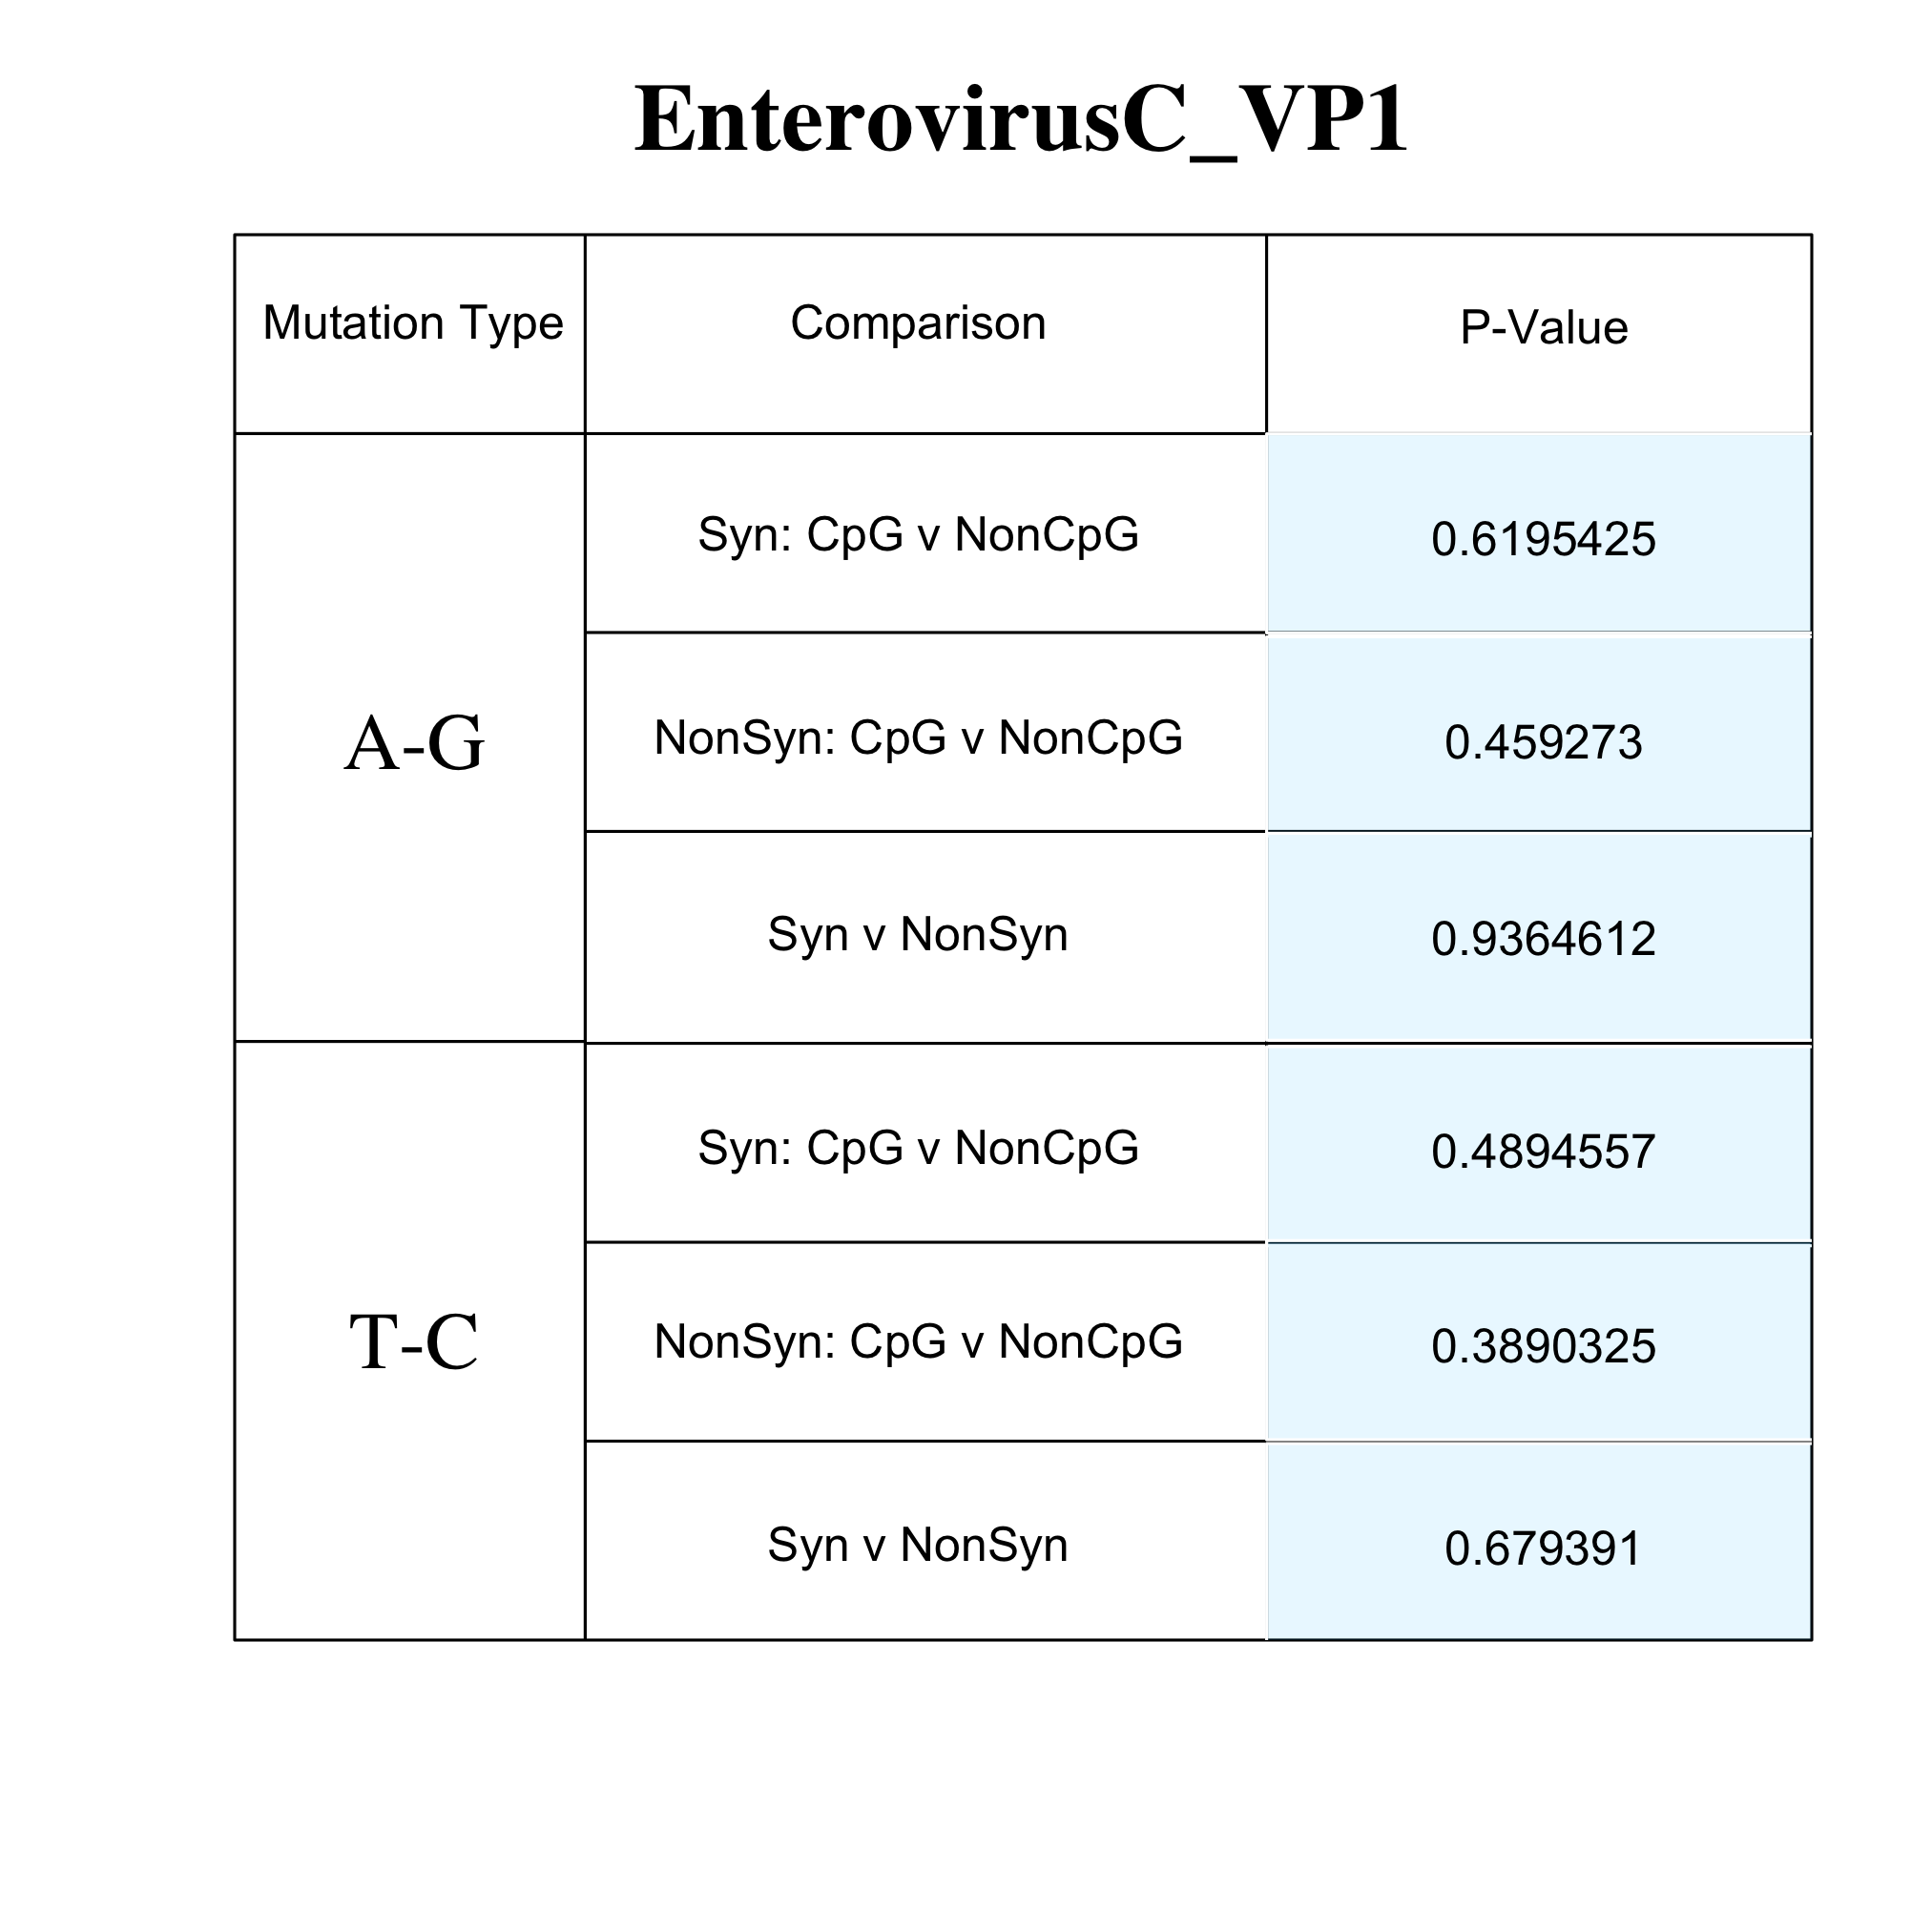 EnterovirusC_VP1
Mutation Type Comparison P-Value
A-G
Syn: CpG v NonCpG 0.6195425
NonSyn: CpG v NonCpG 0.459273
Syn v NonSyn 0.9364612
T-C
Syn: CpG v NonCpG 0.4894557
NonSyn: CpG v NonCpG 0.3890325
Syn v NonSyn 0.679391